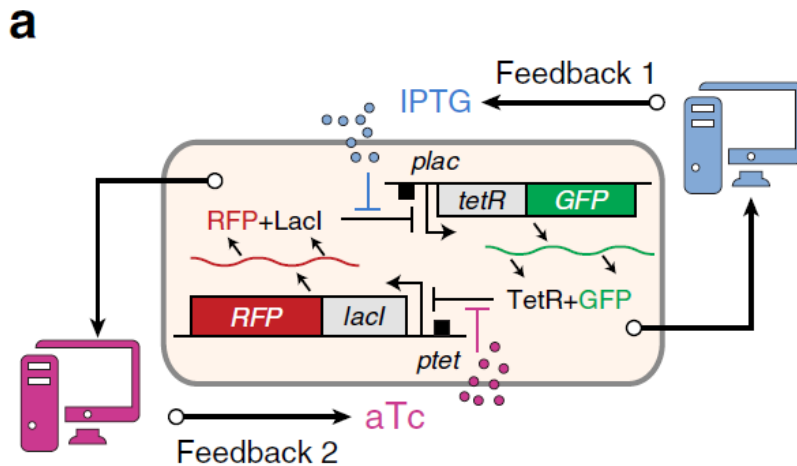 a
Feedback 1
IPTG
plac
tetR GFP
RFP+LacI
TetR+GFP
RFP lacI
ptet
aTc
Feedback 2